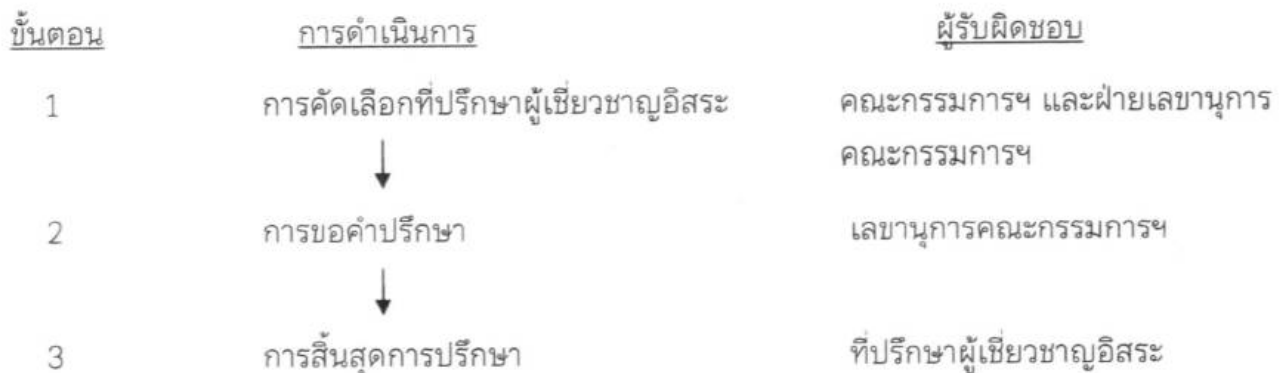 ขั้นตอน การดำเนินการ ผู้รับผิดชอบ
1 การคัดเลือกที่ปรึกษาผู้เชี่ยวชาญอิสระ คณะกรรมการฯ และฝ่ายเลขานุการ
คณะกรรมการฯ
2 การขอคำปรึกษา เลขานุการคณะกรรมการฯ
3 การสิ้นสุดการปรึกษา ที่ปรึกษาผู้เชี่ยวชาญอิสระ